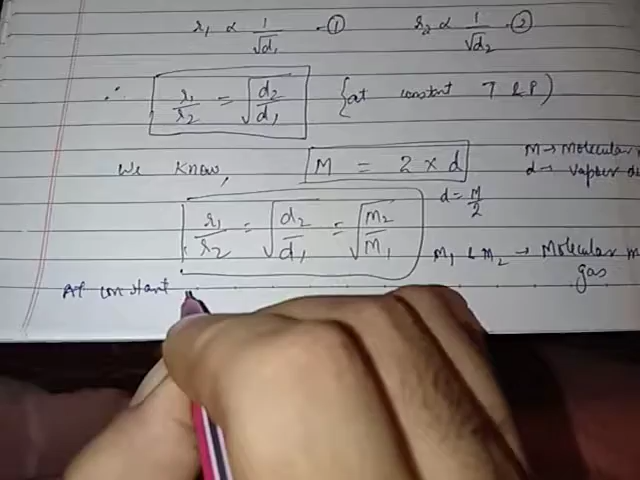 r₁ ∝ 1/√d₁ -① r₂ ∝ 1/√d₂ -②
∴ r₁/r₂ = √(d₂/d₁) {at constant T & P)
We know, M = 2 × d M → Molecular
d → vapour
d = M/2
r₁/r₂ = √(d₂/d₁) = √(M₂/M₁)
M₁ & M₂ → Molecular m
gas
At constant